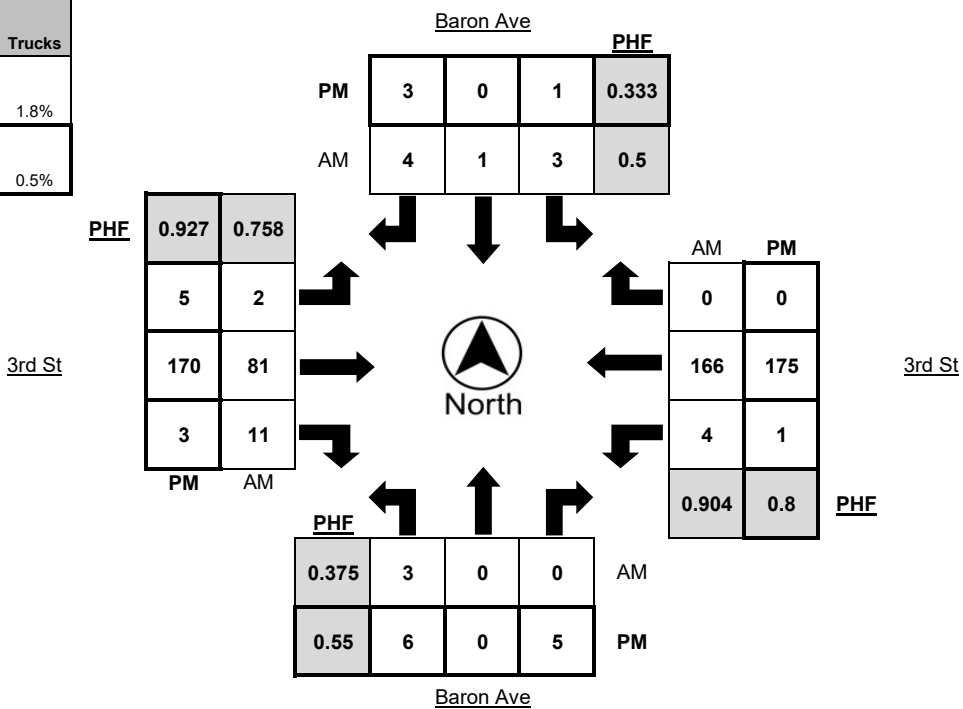 Baron Ave
Trucks
PHF
PM 3 0 1 0.333
1.8%
AM 4 1 3 0.5
0.5%
PHF 0.927 0.758
AM PM
5 2
0 0
3rd St 170 81
166 175 3rd St
North
3 11
4 1
PM AM
0.904 0.8 PHF
PHF
0.375 3 0 0 AM
0.55 6 0 5 PM
Baron Ave